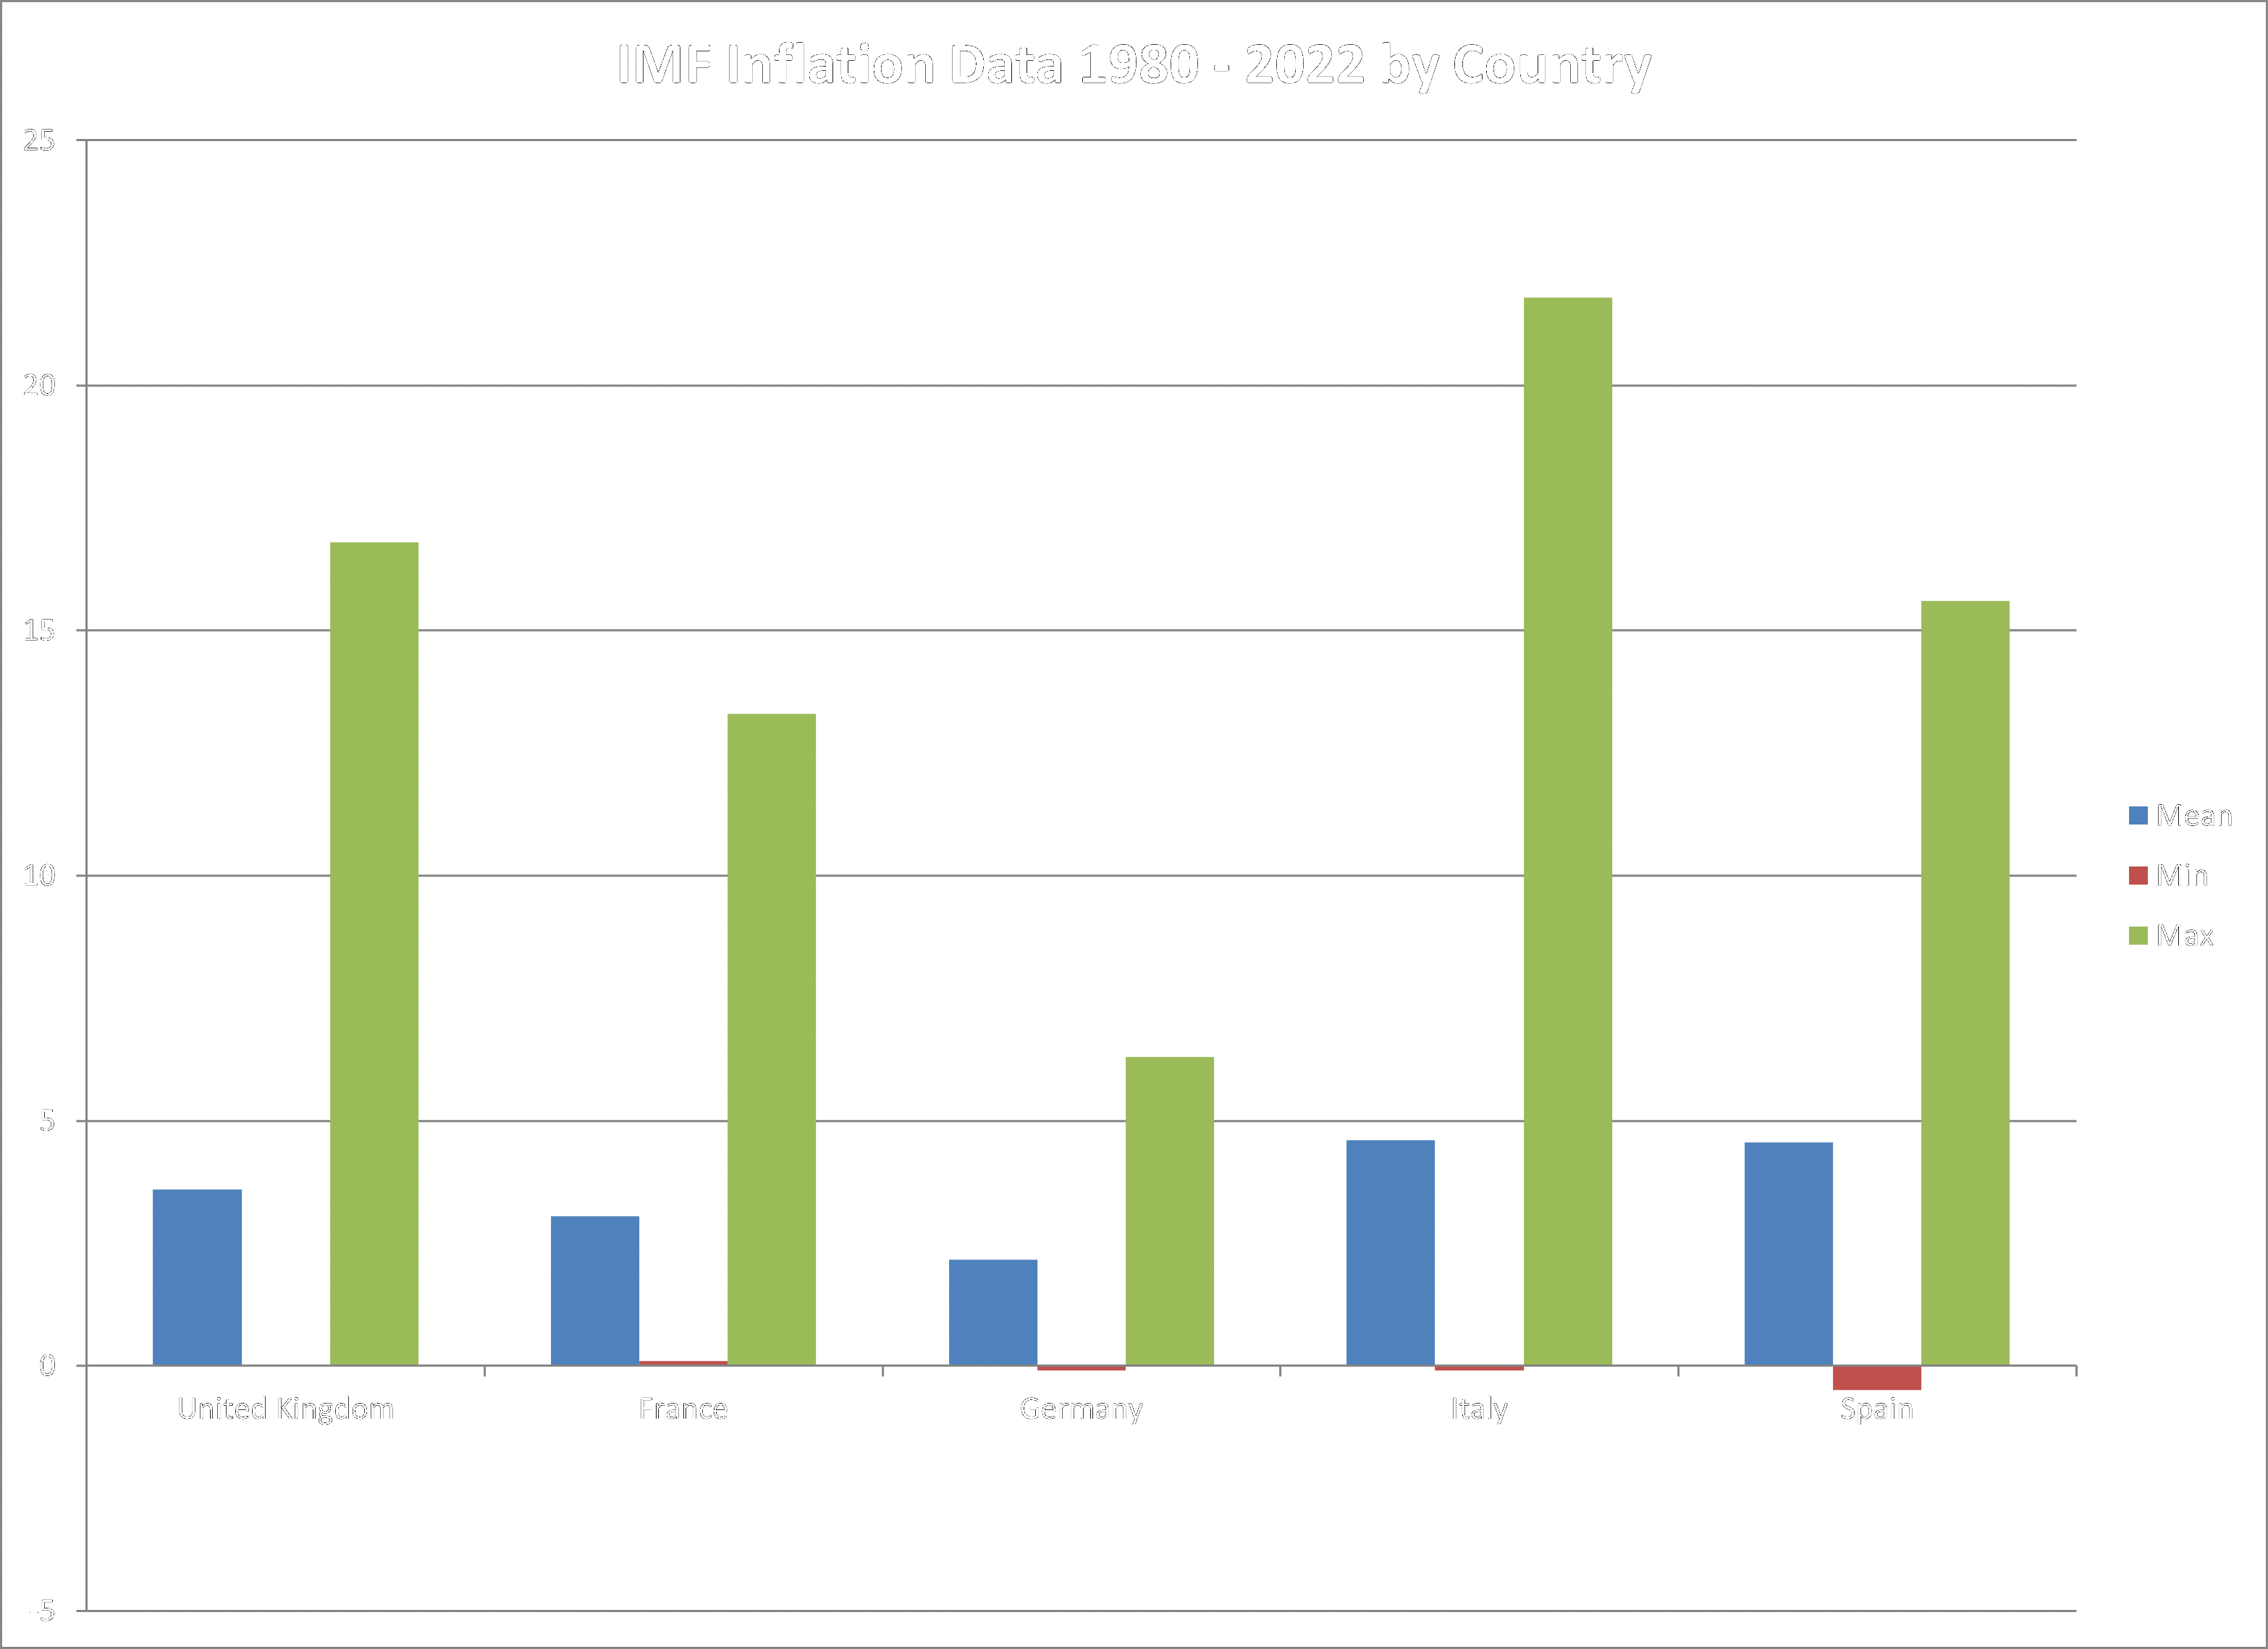 IMF Inflation Data 1980 - 2022 by Country
25
20
15
10
5
0
-5
United Kingdom
France
Germany
Italy
Spain
Mean
Min
Max